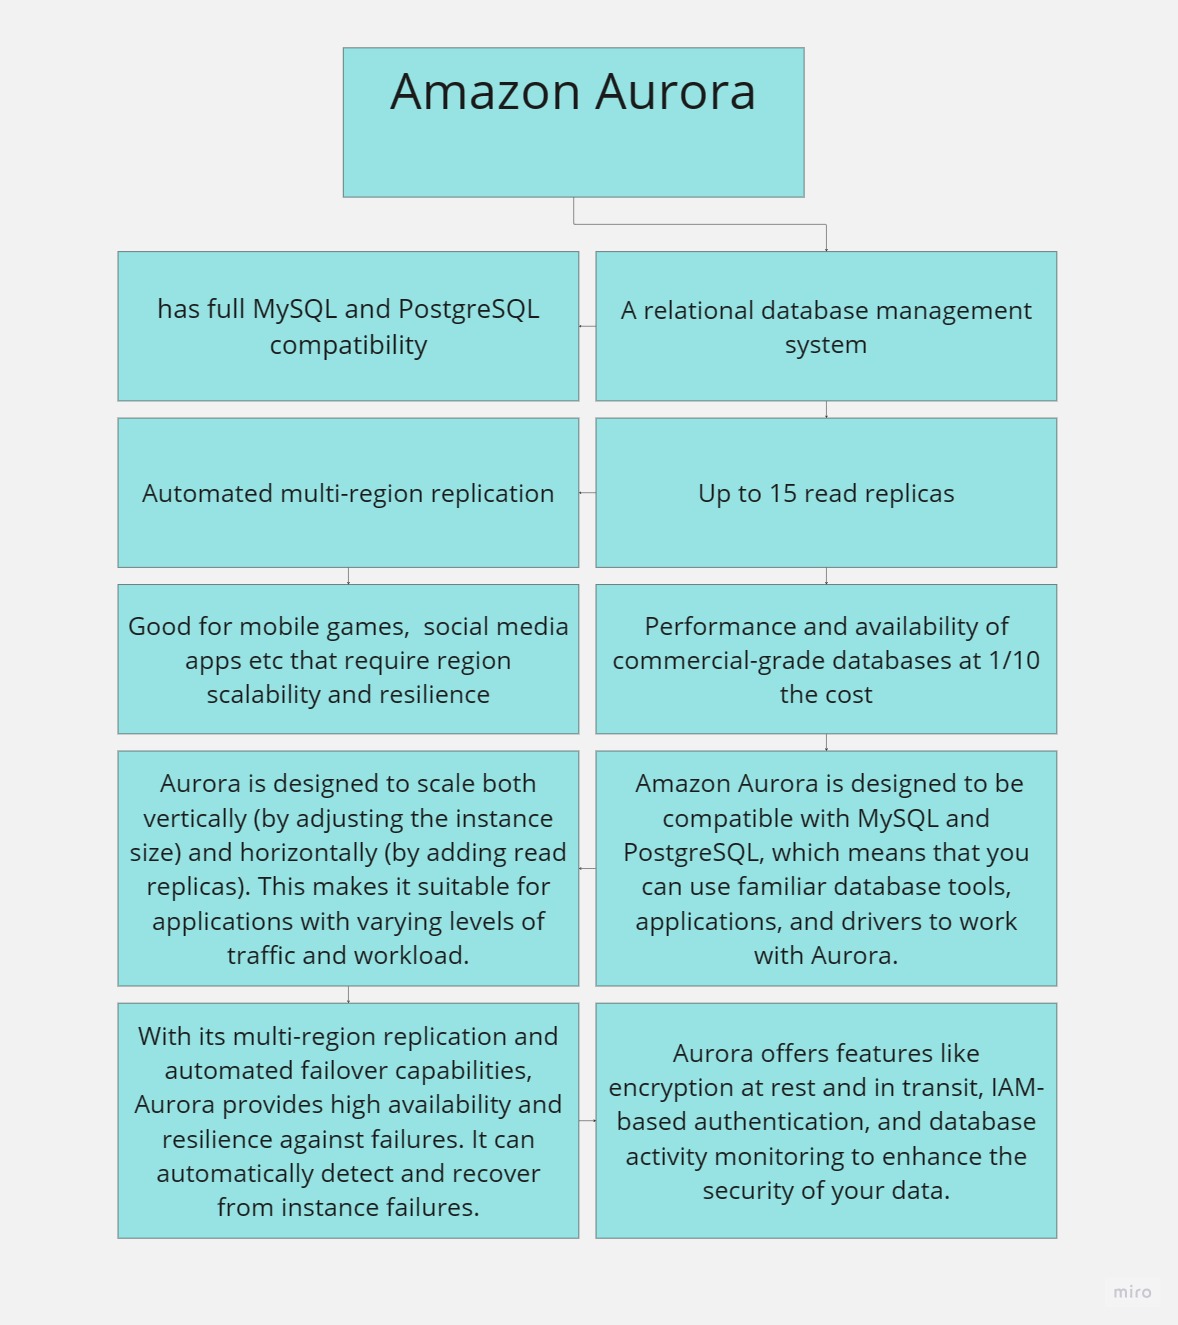 Amazon Aurora
has full MySQL and PostgreSQL
compatibility
A relational database management
system
Automated multi-region replication
Up to 15 read replicas
Good for mobile games,  social media
apps etc that require region
scalability and resilience
Performance and availability of
commercial-grade databases at 1/10
the cost
Aurora is designed to scale both
vertically (by adjusting the instance
size) and horizontally (by adding read
replicas). This makes it suitable for
applications with varying levels of
traffic and workload.
Amazon Aurora is designed to be
compatible with MySQL and
PostgreSQL, which means that you
can use familiar database tools,
applications, and drivers to work
with Aurora.
With its multi-region replication and
automated failover capabilities,
Aurora provides high availability and
resilience against failures. It can
automatically detect and recover
from instance failures.
Aurora offers features like
encryption at rest and in transit, IAM-
based authentication, and database
activity monitoring to enhance the
security of your data.
miro